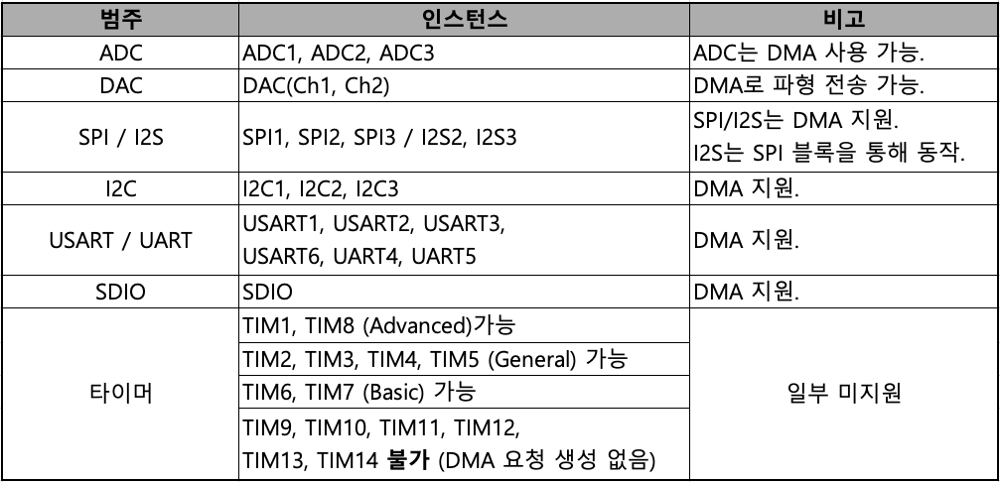 범주 인스턴스 비고
ADC ADC1, ADC2, ADC3 ADC는 DMA 사용 가능.
DAC DAC(Ch1, Ch2) DMA로 파형 전송 가능.
SPI / I2S SPI1, SPI2, SPI3 / I2S2, I2S3 SPI/I2S는 DMA 지원.
I2S는 SPI 블록을 통해 동작.
I2C I2C1, I2C2, I2C3 DMA 지원.
USART / UART USART1, USART2, USART3,
USART6, UART4, UART5 DMA 지원.
SDIO SDIO DMA 지원.
타이머 TIM1, TIM8 (Advanced)가능
TIM2, TIM3, TIM4, TIM5 (General) 가능
TIM6, TIM7 (Basic) 가능
TIM9, TIM10, TIM11, TIM12,
TIM13, TIM14 불가 (DMA 요청 생성 없음)
일부 미지원